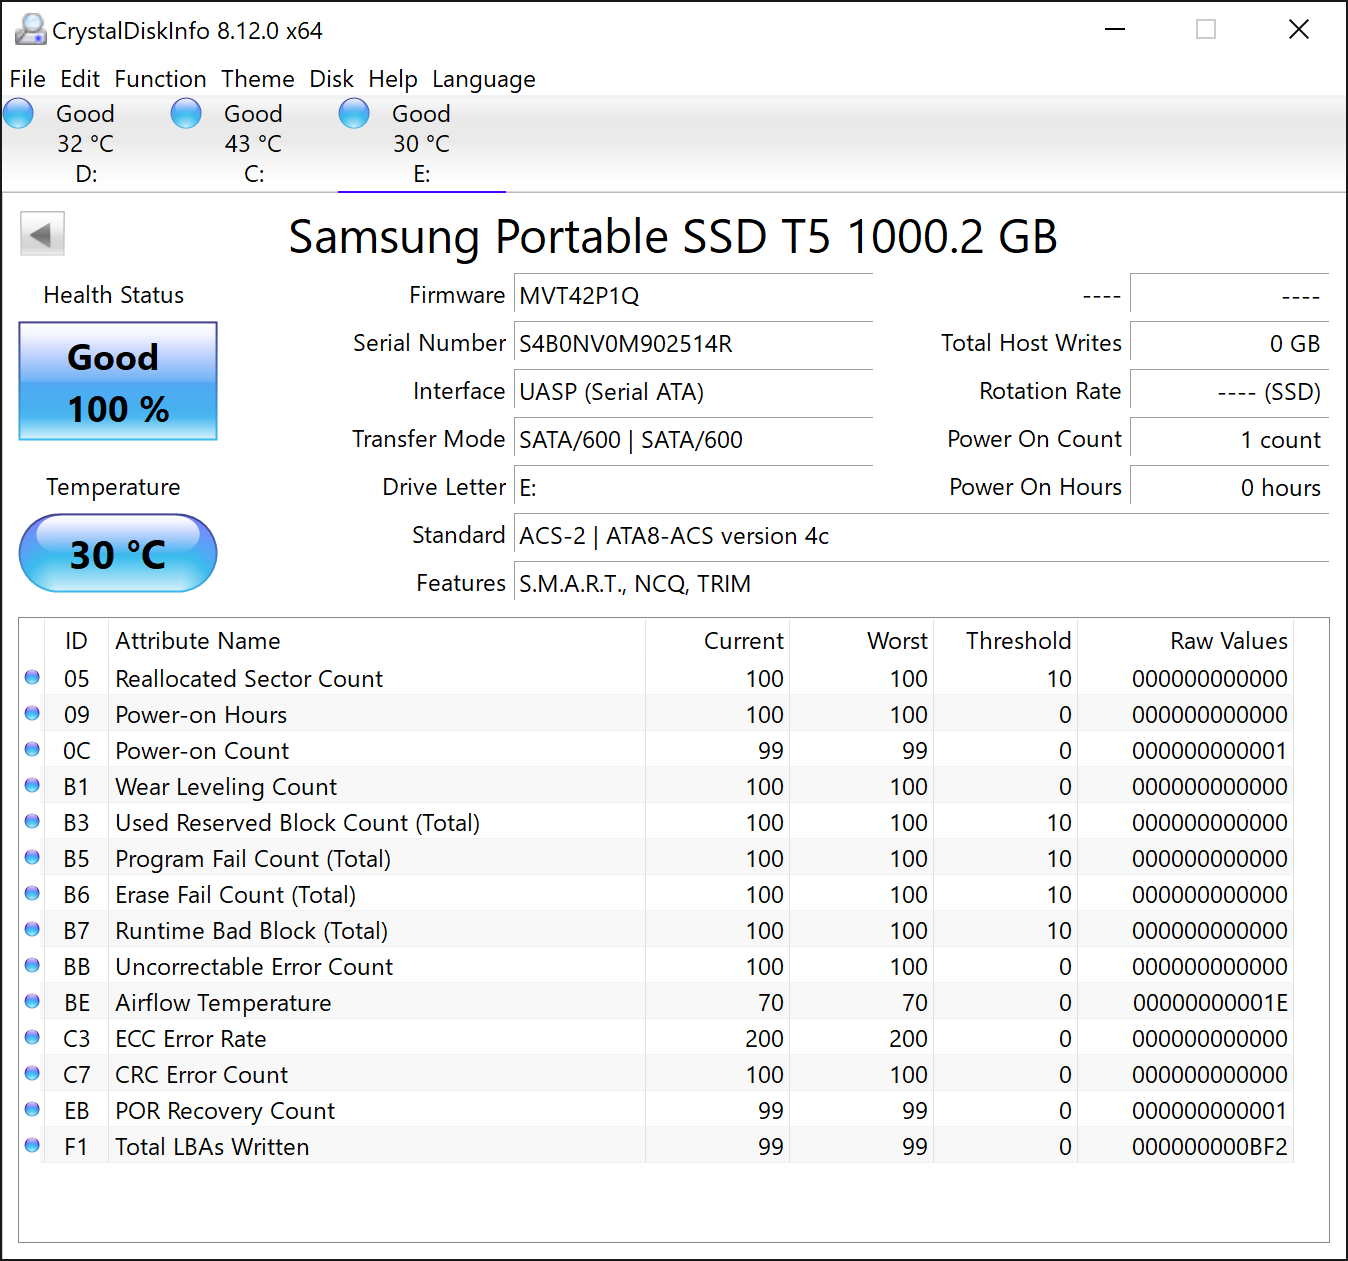 CrystalDiskInfo 8.12.0 x64
File Edit Function Theme Disk Help Language
Good Good Good
32 °C 43 °C 30 °C
D: C: E:
Samsung Portable SSD T5 1000.2 GB
Health Status
Good
100 %
Temperature
30 °C
Firmware MVT42P1Q ---- ----
Serial Number S4B0NV0M902514R Total Host Writes 0 GB
Interface UASP (Serial ATA) Rotation Rate ---- (SSD)
Transfer Mode SATA/600 | SATA/600 Power On Count 1 count
Drive Letter E: Power On Hours 0 hours
Standard ACS-2 | ATA8-ACS version 4c
Features S.M.A.R.T., NCQ, TRIM
ID Attribute Name Current Worst Threshold Raw Values
05 Reallocated Sector Count 100 100 10 000000000000
09 Power-on Hours 100 100 0 000000000000
0C Power-on Count 99 99 0 000000000001
B1 Wear Leveling Count 100 100 0 000000000000
B3 Used Reserved Block Count (Total) 100 100 10 000000000000
B5 Program Fail Count (Total) 100 100 10 000000000000
B6 Erase Fail Count (Total) 100 100 10 000000000000
B7 Runtime Bad Block (Total) 100 100 10 000000000000
BB Uncorrectable Error Count 100 100 0 000000000000
BE Airflow Temperature 70 70 0 00000000001E
C3 ECC Error Rate 200 200 0 000000000000
C7 CRC Error Count 100 100 0 000000000000
EB POR Recovery Count 99 99 0 000000000001
F1 Total LBAs Written 99 99 0 000000000BF2